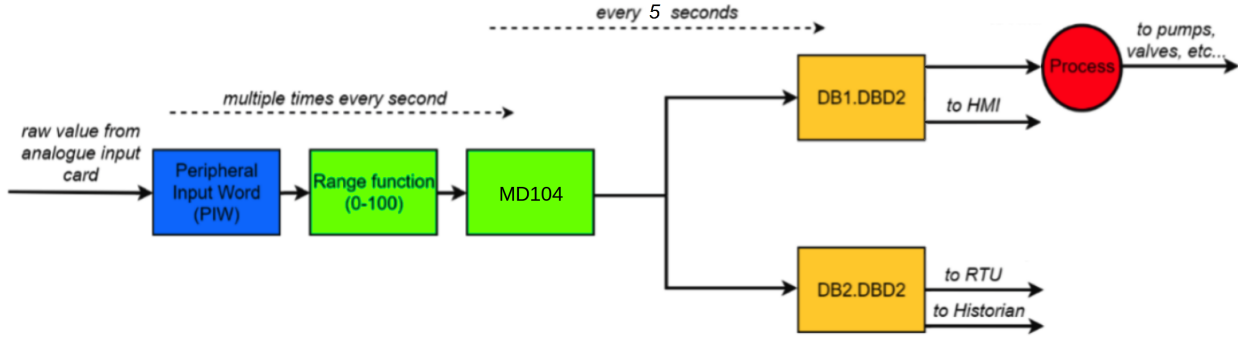 every 5 seconds
to pumps,
valves, etc...
Process
DB1.DBD2
to HMI
multiple times every second
raw value from
analogue input
card
Peripheral
Input Word
(PIW)
Range function
(0-100)
MD104
DB2.DBD2
to RTU
to Historian